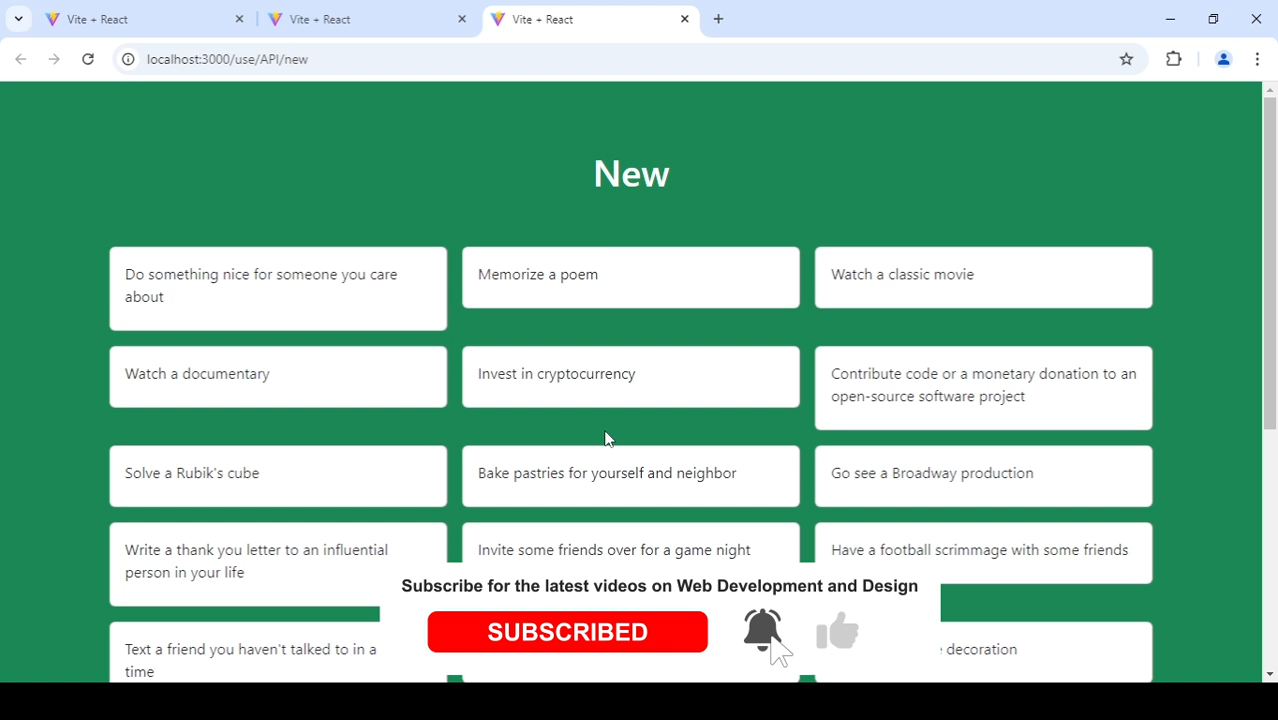 Vite + React
Vite + React
Vite + React
localhost:3000/use/API/new
New
Do something nice for someone you care
about
Memorize a poem
Watch a classic movie
Watch a documentary
Invest in cryptocurrency
Contribute code or a monetary donation to an
open-source software project
Solve a Rubik's cube
Bake pastries for yourself and neighbor
Go see a Broadway production
Write a thank you letter to an influential
person in your life
Invite some friends over for a game night
Have a football scrimmage with some friends
Subscribe for the latest videos on Web Development and Design
SUBSCRIBED
Text a friend you haven't talked to in a
time
decoration